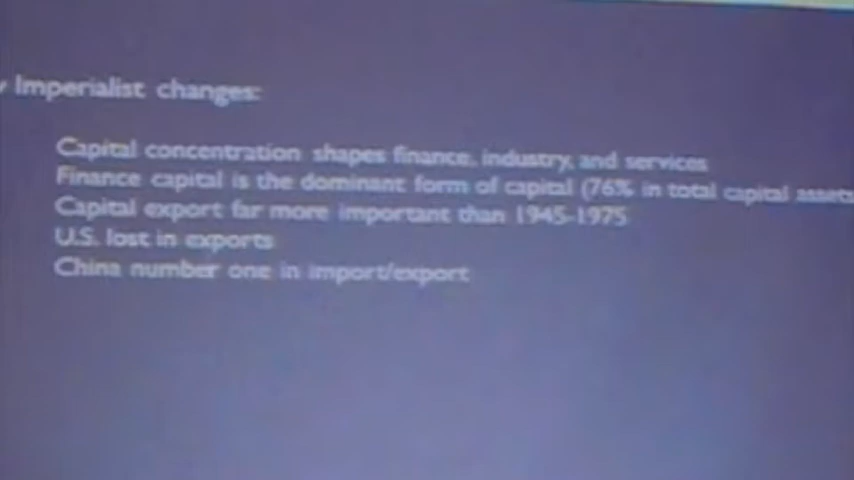 Imperialist changes:
Capital concentration shapes finance, industry, and services
Finance capital is the dominant form of capital (76% in total capital assets
Capital export far more important than 1945-1975
U.S. lost in exports
China number one in import/export